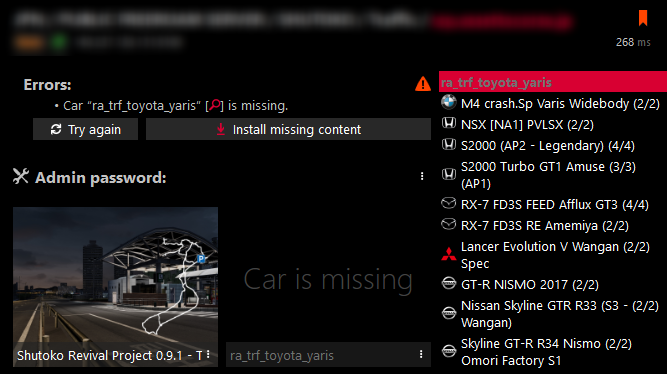 268 ms
Errors:
• Car “ra_trf_toyota_yaris” [] is missing.
Try again
Install missing content
Admin password:
Shutoko Revival Project 0.9.1 - T
Car is missing
ra_trf_toyota_yaris
ra_trf_toyota_yaris
M4 crash.Sp Varis Widebody (2/2)
NSX [NA1] PVLSX (2/2)
S2000 (AP2 - Legendary) (4/4)
S2000 Turbo GT1 Amuse (3/3)
(AP1)
RX-7 FD3S FEED Afflux GT3 (4/4)
RX-7 FD3S RE Amemiya (2/2)
Lancer Evolution V Wangan (2/2)
Spec
GT-R NISMO 2017 (2/2)
Nissan Skyline GTR R33 (S3 - (2/2)
Wangan)
Skyline GT-R R34 Nismo (2/2)
Omori Factory S1